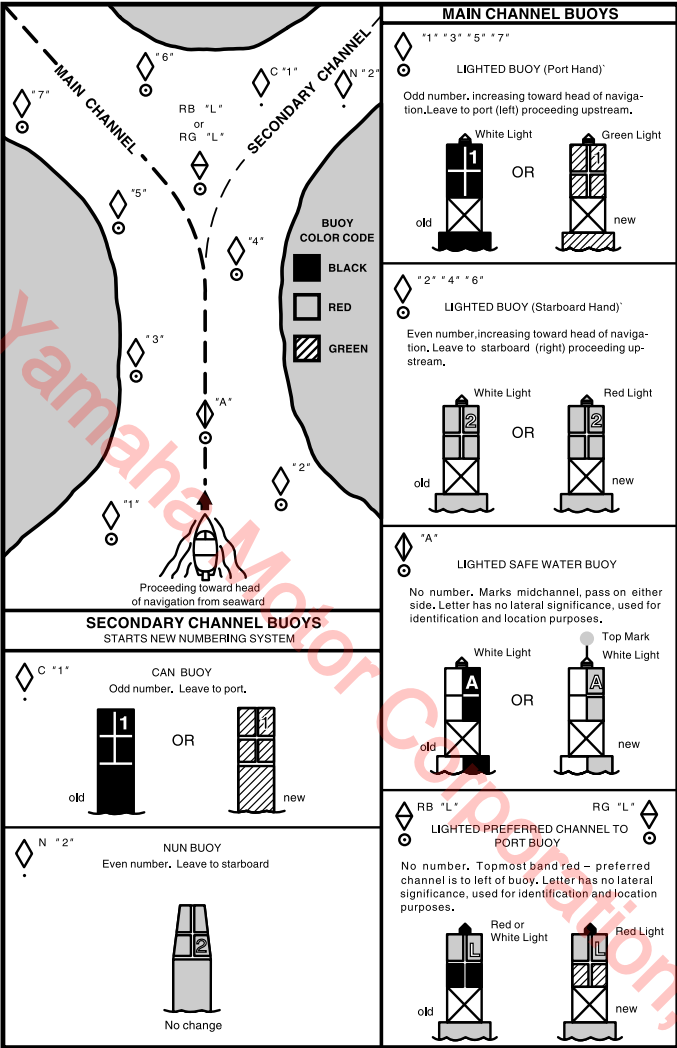 "6"
C "1"
N "2"
"7"
MAIN CHANNEL
SECONDARY CHANNEL
RB "L"
or
RG "L"
"5"
"4"
BUOY
COLOR CODE
BLACK
RED
GREEN
"3"
"A"
"2"
"1"
Proceeding toward head
of navigation from seaward
SECONDARY CHANNEL BUOYS
STARTS NEW NUMBERING SYSTEM
C "1"
CAN BUOY
Odd number. Leave to port.
1
OR
1
old
new
N "2"
NUN BUOY
Even number. Leave to starboard
2
No change
MAIN CHANNEL BUOYS
"1" "3" "5" "7"
LIGHTED BUOY (Port Hand)`
Odd number. increasing toward head of naviga-
tion.Leave to port (left) proceeding upstream.
White Light
Green Light
1
OR
1
old
new
"2" "4" "6"
LIGHTED BUOY (Starboard Hand)`
Even number,increasing toward head of naviga-
tion. Leave to starboard (right) proceeding up-
stream.
White Light
Red Light
2
OR
2
old
new
"A"
LIGHTED SAFE WATER BUOY
No number. Marks midchannel, pass on either
side. Letter has no lateral significance, used for
identification and location purposes.
Top Mark
White Light
White Light
A
OR
A
old
new
RB "L"
RG "L"
LIGHTED PREFERRED CHANNEL TO
PORT BUOY
No number. Topmost band red – preferred
channel is to left of buoy. Letter has no lateral
significance, used for identification and location
purposes.
Red or
White Light
Red Light
L
L
old
new
Yamaha Motor Corporation,